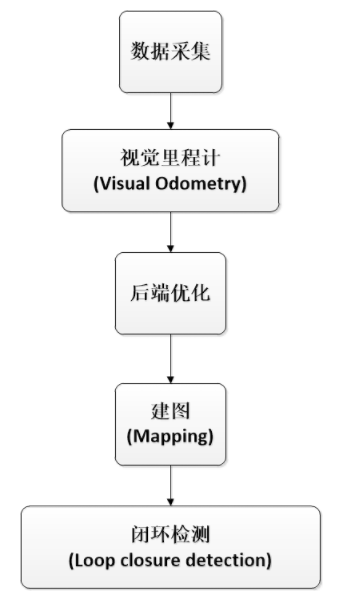 数据采集
视觉里程计
(Visual Odometry)
后端优化
建图
(Mapping)
闭环检测
(Loop closure detection)